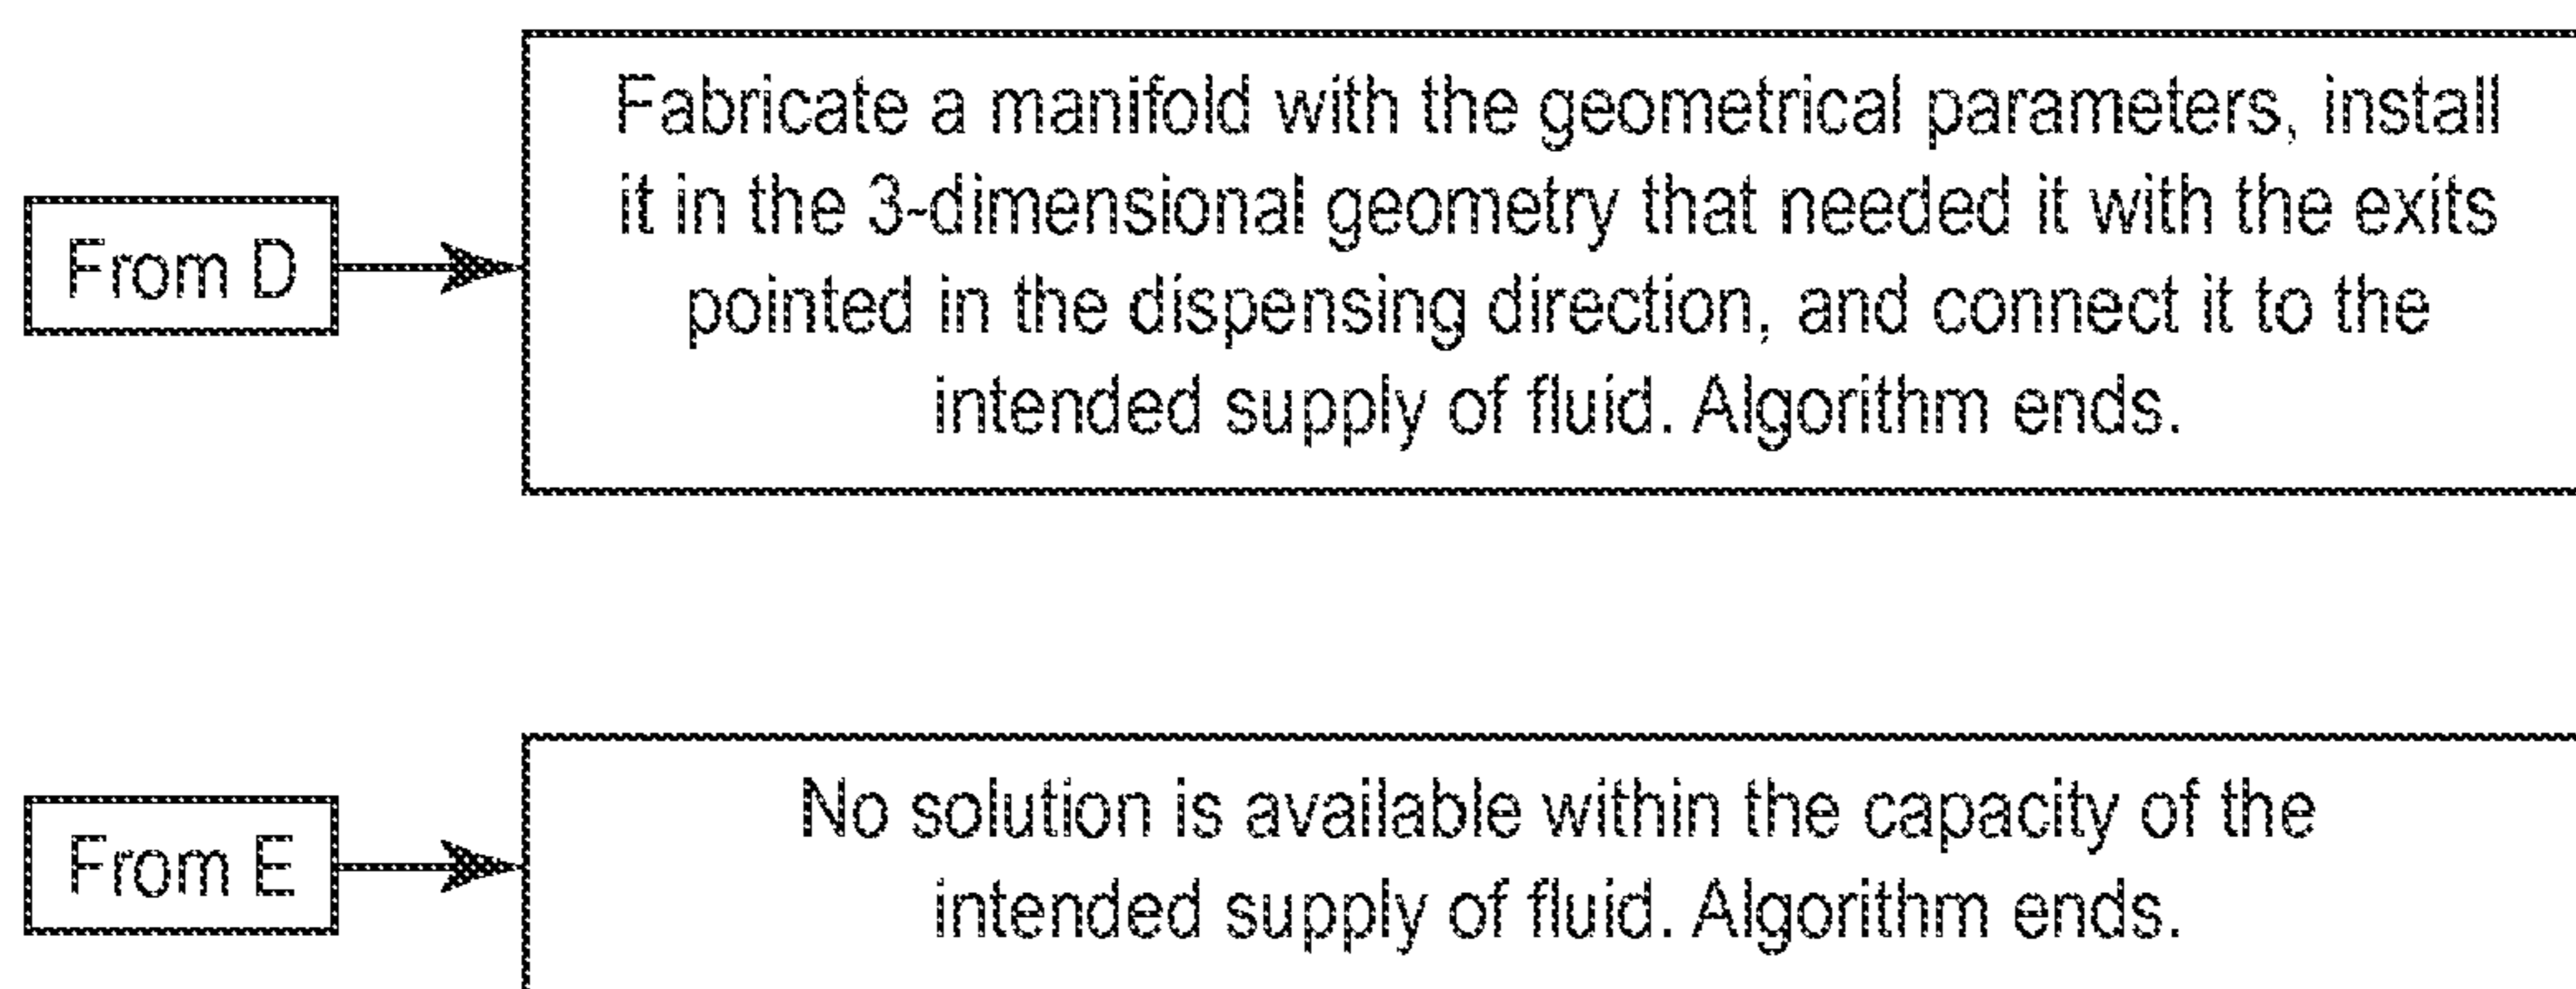 Fabricate a manifold with the geometrical parameters, install
it in the 3-dimensional geometry that needed it with the exits
From D
pointed in the dispensing direction, and connect it to the
intended supply of fluid. Algorithm ends.
No solution is available within the capacity of the
From E
intended supply of fluid. Algorithm ends.